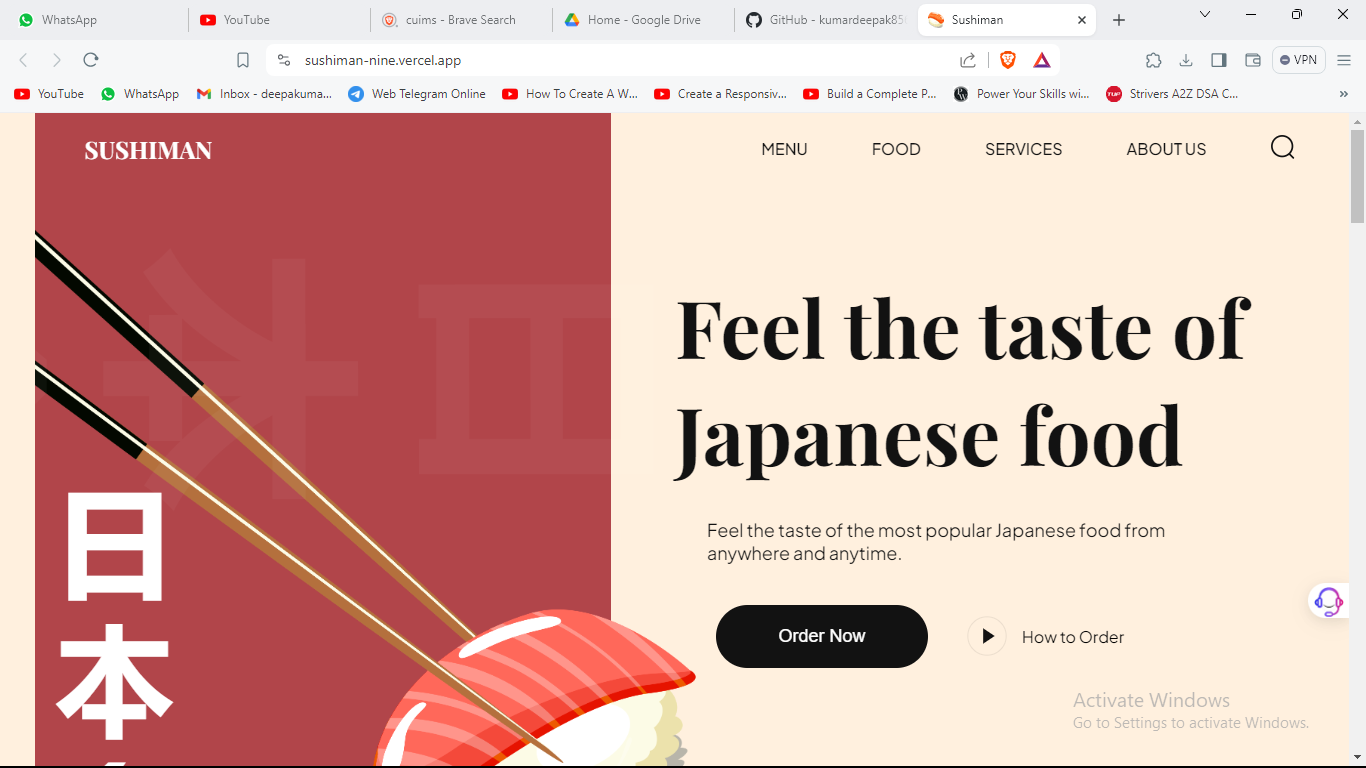 WhatsApp
YouTube
cuims - Brave Search
Home - Google Drive
GitHub - kumardeepak85
Sushiman
sushiman-nine.vercel.app
VPN
YouTube
WhatsApp
Inbox - deepakuma...
Web Telegram Online
How To Create A W...
Create a Responsiv...
Build a Complete P...
Power Your Skills wi...
TUF
Strivers A2Z DSA C...
»
SUSHIMAN
MENU
FOOD
SERVICES
ABOUT US
Feel the taste of
Japanese food
日
本
Feel the taste of the most popular Japanese food from
anywhere and anytime.
Order Now
How to Order
Activate Windows
Go to Settings to activate Windows.